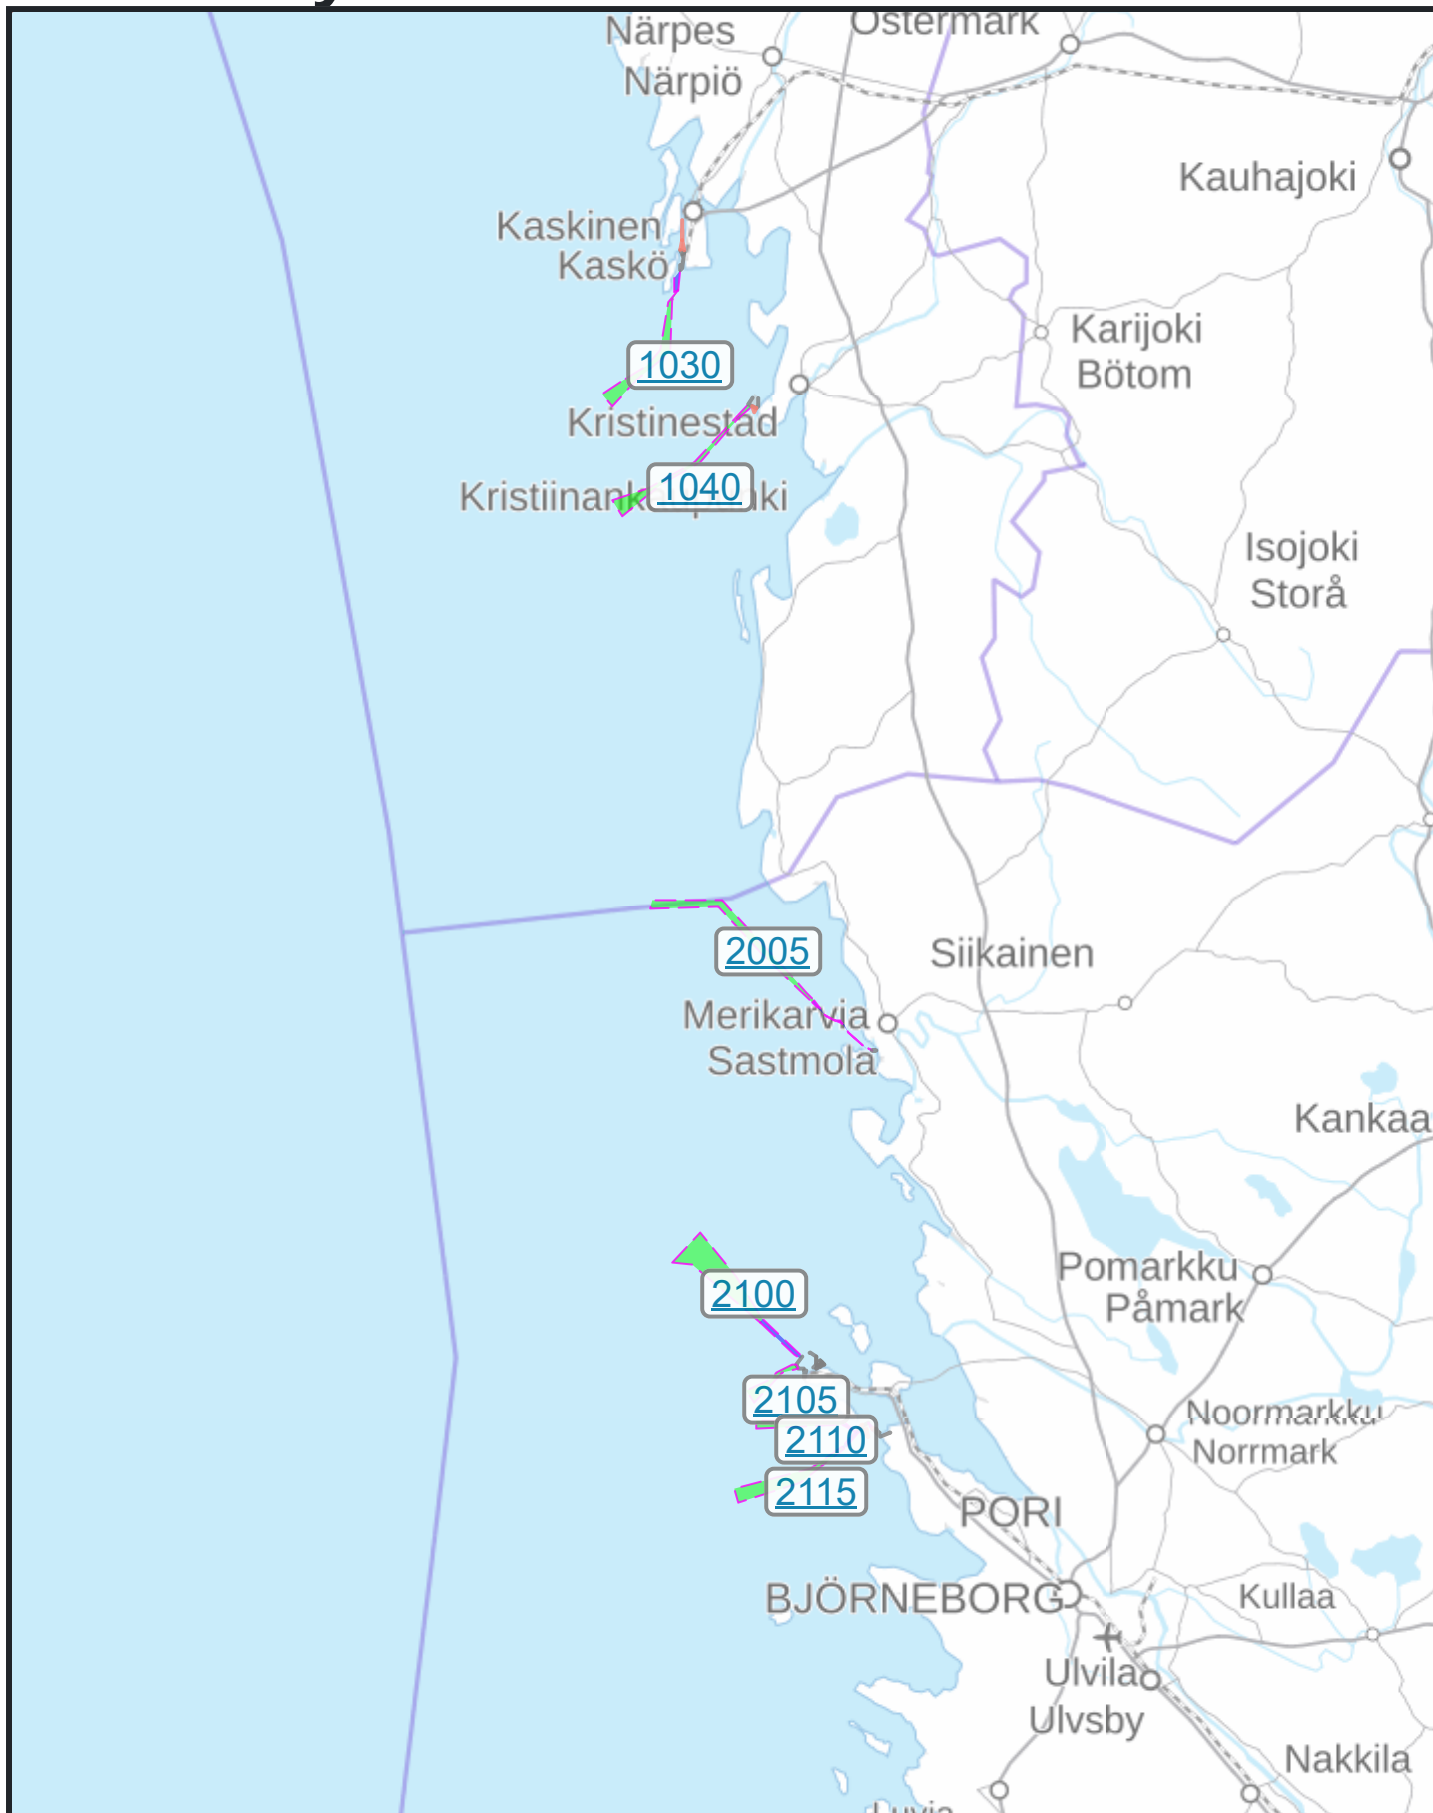 Närpes
Närpiö
Östermark
Kauhajoki
Kaskinen
Kaskö
Karijoki
Bötom
1030
Kristinestad
1040
Isojoki
Storå
2005
Siikainen
Merikarvia
Sastmola
Kankaa
2100
Pomarkku
Påmark
2105
2110
2115
Noormarkku
Norrmark
PORI
BJÖRNEBORG
Kullaa
Ulvila
Ulvsby
Nakkila